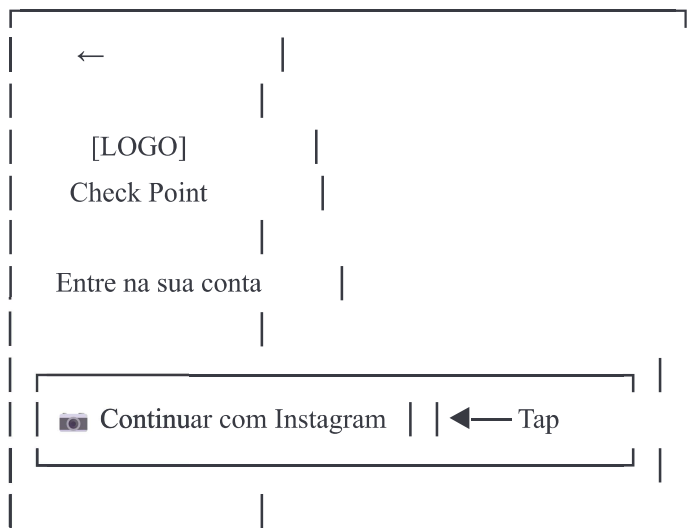 ←
[LOGO]
Check Point
Entre na sua conta
📷 Continuar com Instagram ◀── Tap